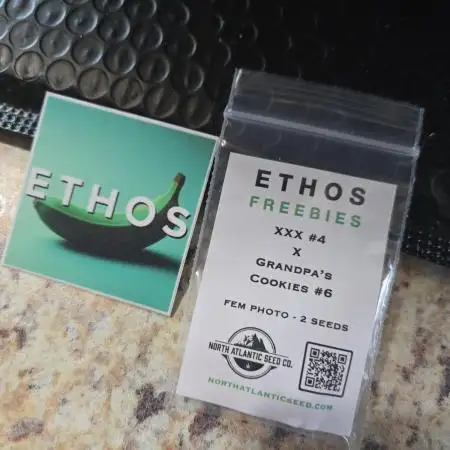 ETHOS
ETHOS
FREEBIES
XXX #4
X
GRANDPA'S
COOKIES #6
FEM PHOTO - 2 SEEDS
NORTH ATLANTIC SEED CO.
NORTHATLANTICSEED.COM